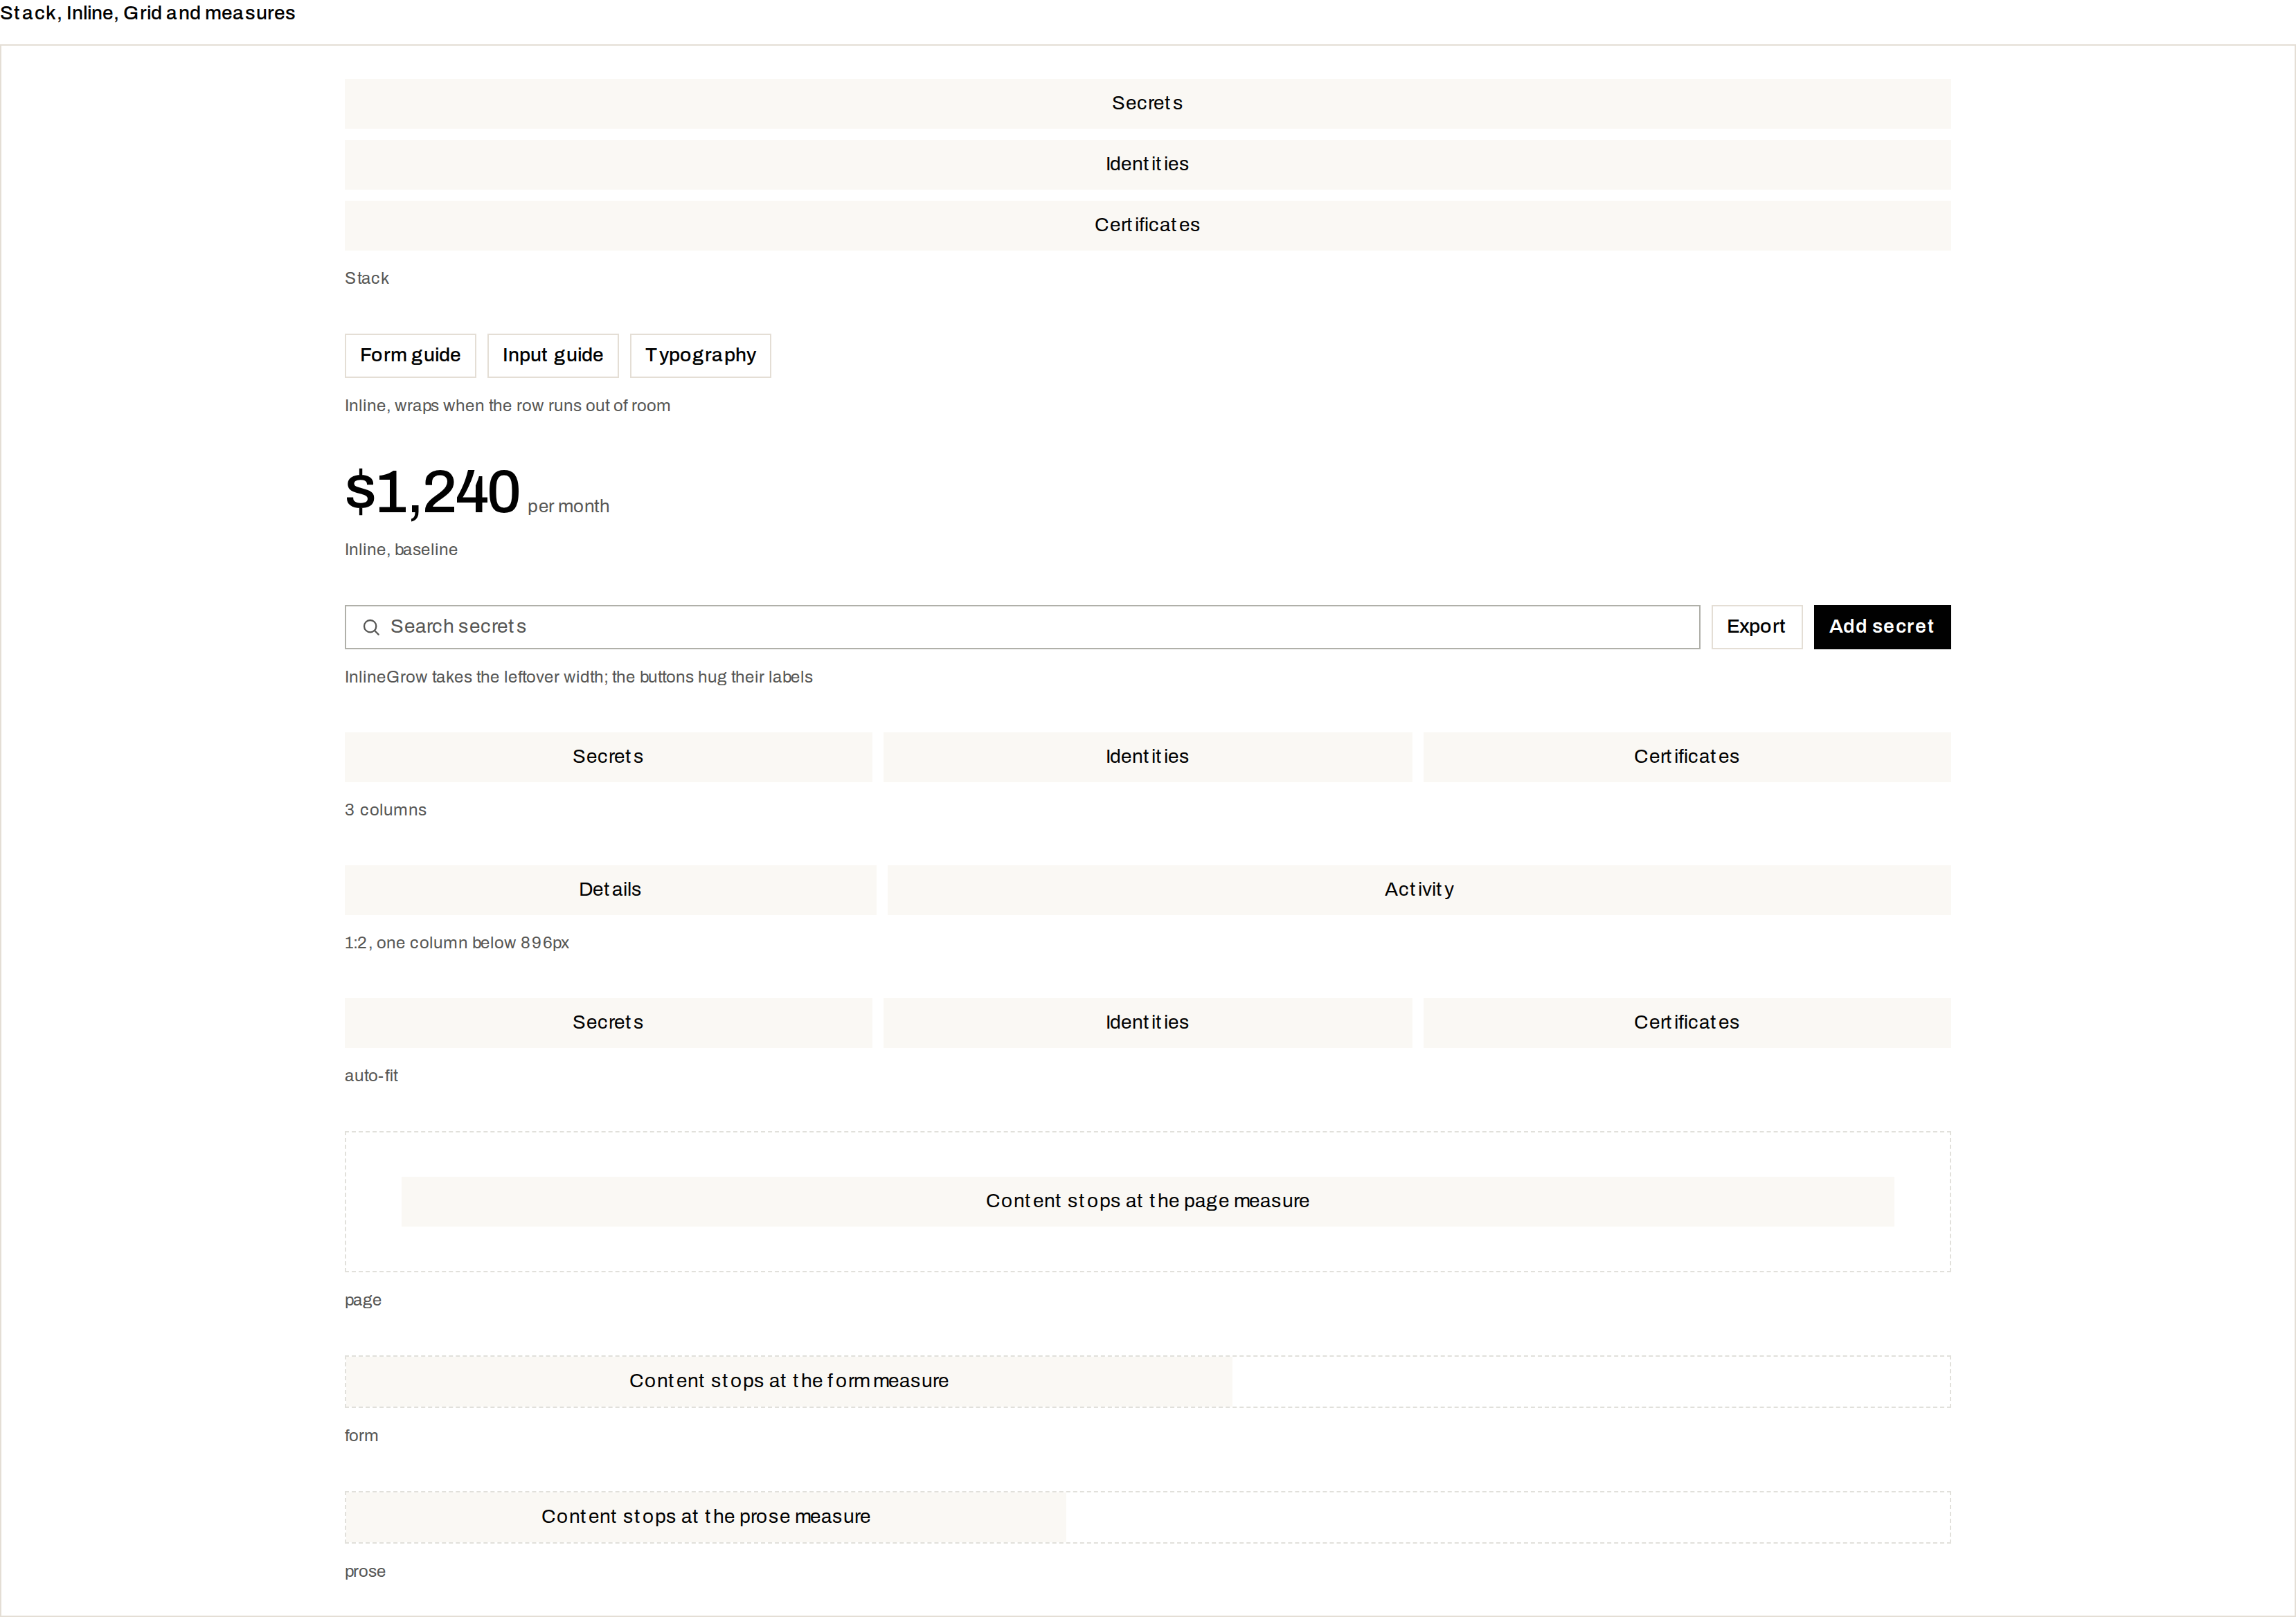 Stack, Inline, Grid and measures
Secrets
Identities
Certificates
Stack
Form guide Input guide Typography
Inline, wraps when the row runs out of room
$1,240 per month
Inline, baseline
Search secrets Export Add secret
InlineGrow takes the leftover width; the buttons hug their labels
Secrets Identities Certificates
3 columns
Details Activity
1:2, one column below 896px
Secrets Identities Certificates
auto-fit
Content stops at the page measure
page
Content stops at the form measure
form
Content stops at the prose measure
prose